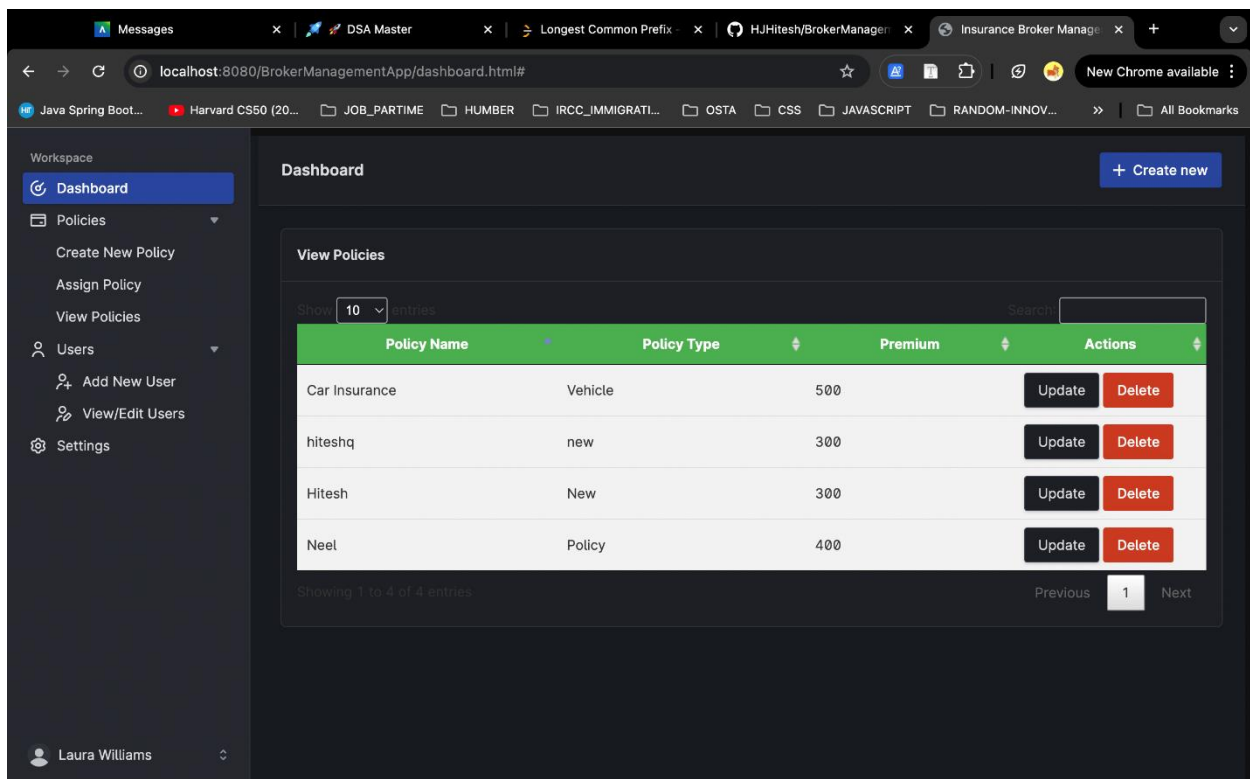 Messages
DSA Master
Longest Common Prefix -
HJHitesh/BrokerManagem
Insurance Broker Manage
localhost:8080/BrokerManagementApp/dashboard.html#
New Chrome available
Java Spring Boot...
Harvard CS50 (20...
JOB_PARTIME
HUMBER
IRCC_IMMIGRATI...
OSTA
CSS
JAVASCRIPT
RANDOM-INNOV...
All Bookmarks
Workspace
Dashboard
Policies
Create New Policy
Assign Policy
View Policies
Users
Add New User
View/Edit Users
Settings
Laura Williams
Dashboard
+ Create new
View Policies
Show 10 entries
Search:
Policy Name Policy Type Premium Actions
Car Insurance Vehicle 500 Update Delete
hiteshq new 300 Update Delete
Hitesh New 300 Update Delete
Neel Policy 400 Update Delete
Showing 1 to 4 of 4 entries
Previous 1 Next